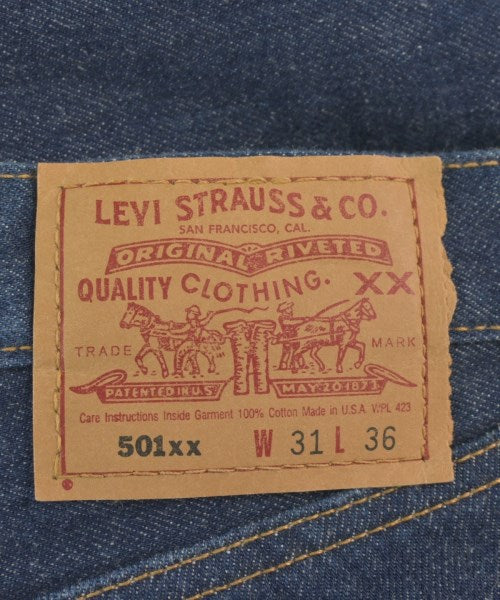 LEVI STRAUSS & CO.
SAN FRANCISCO, CAL.
ORIGINAL RIVETED
QUALITY CLOTHING. XX
TRADE MARK
PATENTED IN U.S. MAY 20 1873
Care Instructions Inside Garment 100% Cotton Made in U.S.A. WPL 423
501xx W 31 L 36